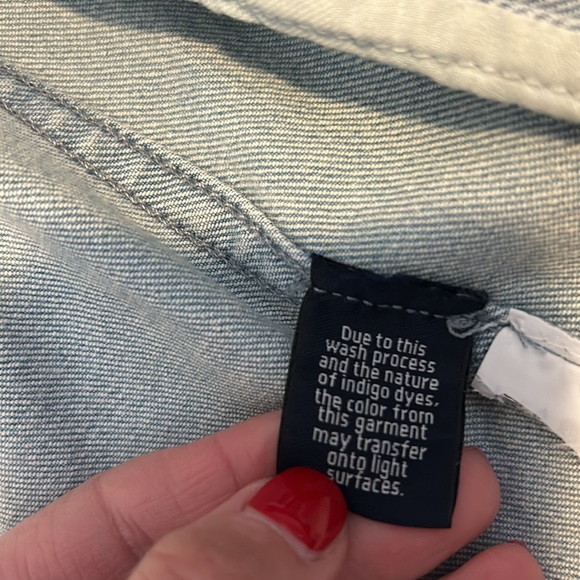 Due to this
wash process
and the nature
of indigo dyes,
the color from
this garment
may transfer
onto light
surfaces.